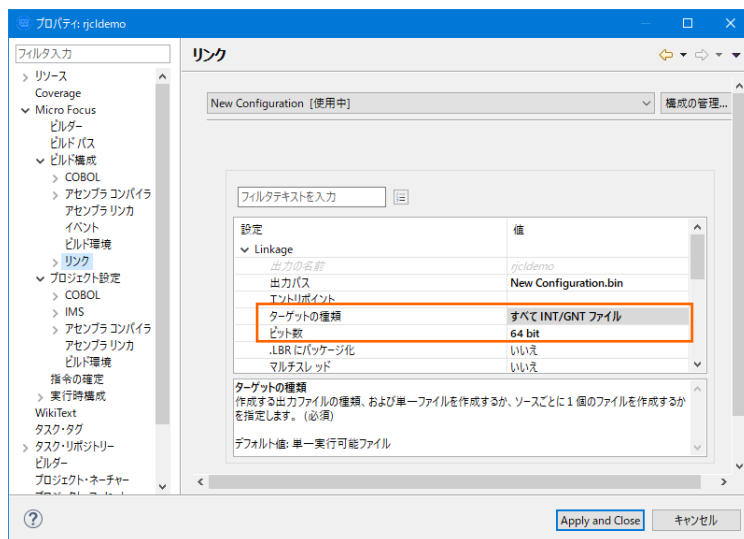 プロパティ: rjcldemo
フィルタ入力
リソース
Coverage
Micro Focus
ビルダー
ビルド パス
ビルド構成
COBOL
アセンブラ コンパイラ
アセンブラ リンカ
イベント
ビルド環境
リンク
プロジェクト設定
COBOL
IMS
アセンブラ コンパイラ
アセンブラ リンカ
ビルド環境
指令の確定
実行時構成
WikiText
タスク・タグ
タスク・リポジトリー
ビルダー
プロジェクト・ネーチャー
リンク
New Configuration [使用中]
構成の管理...
フィルタテキストを入力
設定 値
Linkage
出力の名前 rjcldemo
出力パス New Configuration.bin
エントリポイント
ターゲットの種類 すべて INT/GNT ファイル
ビット数 64 bit
.LBR にパッケージ化 いいえ
マルチスレッド いいえ
ターゲットの種類
作成する出力ファイルの種類、および単一ファイルを作成するか、ソースごとに 1 個のファイルを作成するか
を指定します。 (必須)
デフォルト値: 単一実行可能ファイル
Apply and Close
キャンセル